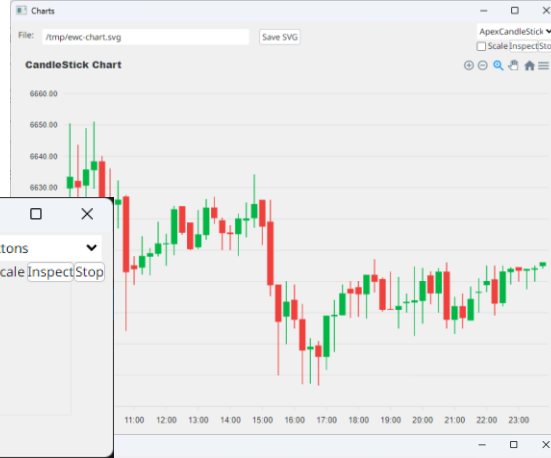 Charts
File:
/tmp/ewc-chart.svg
Save SVG
ApexCandleStick
Scale Inspect Sto
CandleStick Chart
6660.00
6650.00
6640.00
6630.00
tons
cale Inspect Stop
11:00 12:00 13:00 14:00 15:00 16:00 17:00 18:00 19:00 20:00 21:00 22:00 23:00